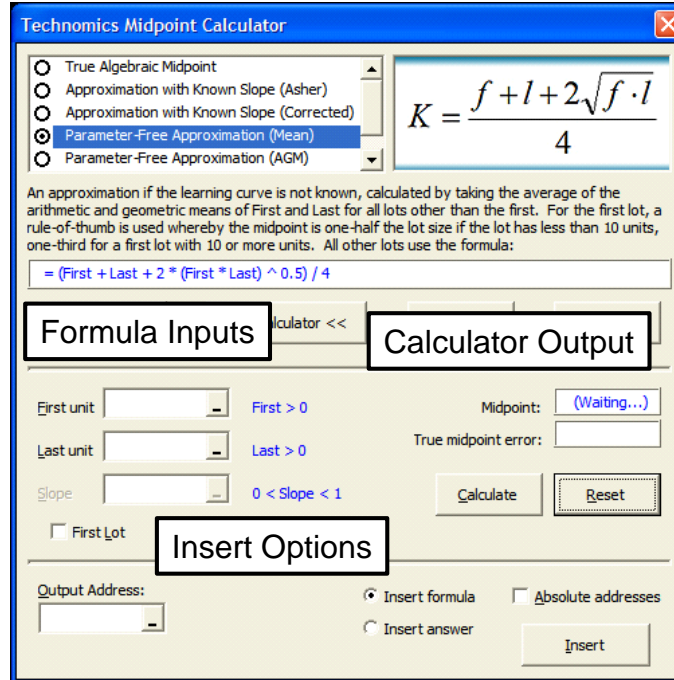 Technomics Midpoint Calculator
True Algebraic Midpoint
Approximation with Known Slope (Asher)
Approximation with Known Slope (Corrected)
Parameter-Free Approximation (Mean)
Parameter-Free Approximation (AGM)
K = \frac{f + l + 2\sqrt{f \cdot l}}{4}
An approximation if the learning curve is not known, calculated by taking the average of the
arithmetic and geometric means of First and Last for all lots other than the first. For the first lot, a
rule-of-thumb is used whereby the midpoint is one-half the lot size if the lot has less than 10 units,
one-third for a first lot with 10 or more units. All other lots use the formula:
= (First + Last + 2 * (First * Last) ^ 0.5) / 4
Formula Inputs
<<
Calculator Output
First unit
First > 0
Midpoint: (Waiting...)
Last unit
Last > 0
True midpoint error:
Slope
0 < Slope < 1
Calculate
Reset
First Lot
Insert Options
Output Address:
Insert formula
Absolute addresses
Insert answer
Insert